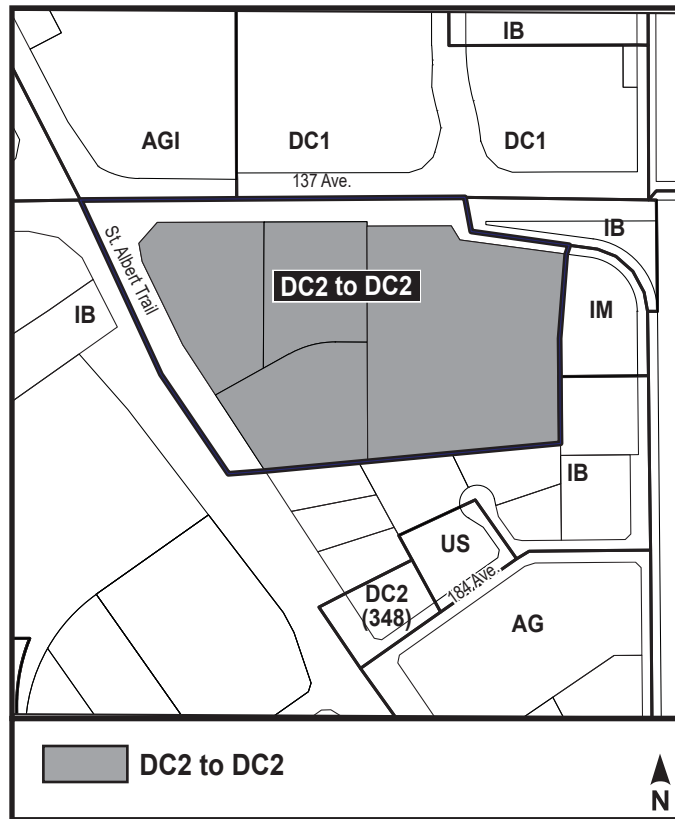 IB
AGI
DC1
DC1
137 Ave.
St. Albert Trail
IB
DC2 to DC2
IB
IM
IB
US
184 Ave.
DC2
(348)
AG
DC2 to DC2
N